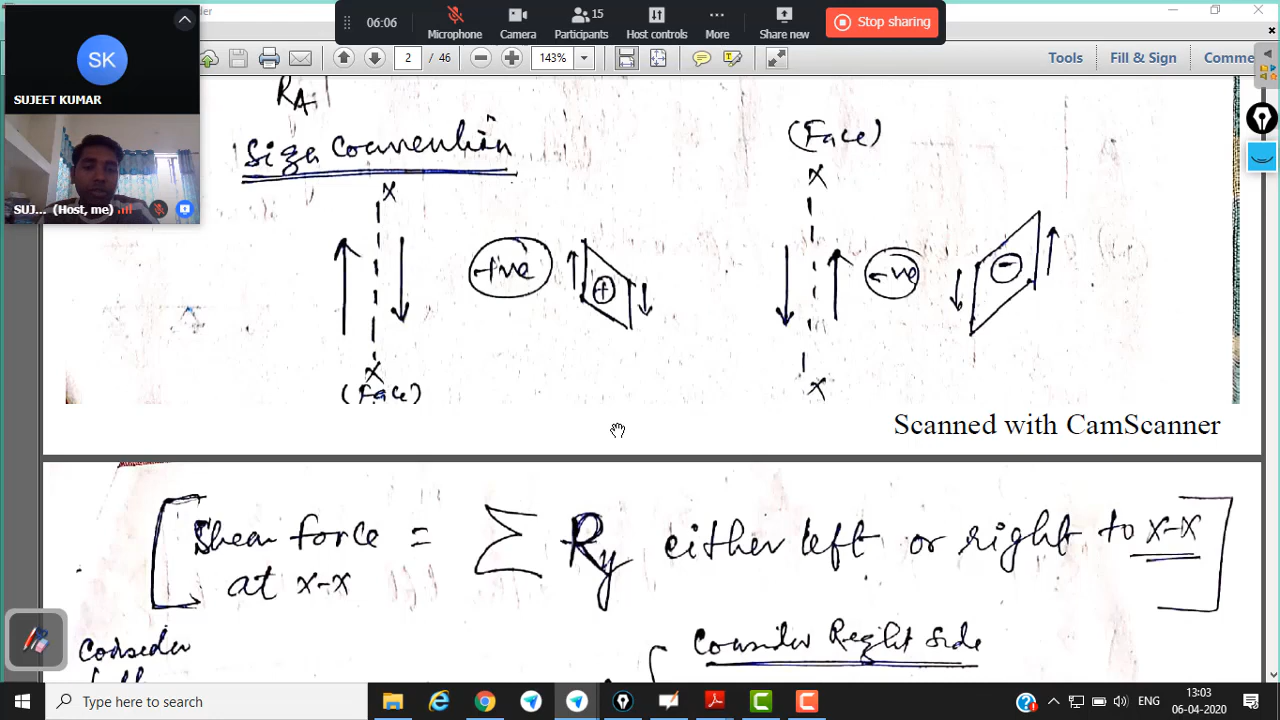 06:06
Microphone
Camera
15
Participants
Host controls
More
Share new
Stop sharing
2 / 46
143%
Tools
Fill & Sign
Comme
SK
SUJEET KUMAR
SUJ... (Host, me)
RA
Sign Convention
X
+ve
+
X
(Face)
(Face)
X
-ve
-
X
Scanned with CamScanner
Shear force = Σ Ry either left or right to x-x
at x-x
Consider
Consider Right Side
Type here to search
ENG
13:03
06-04-2020